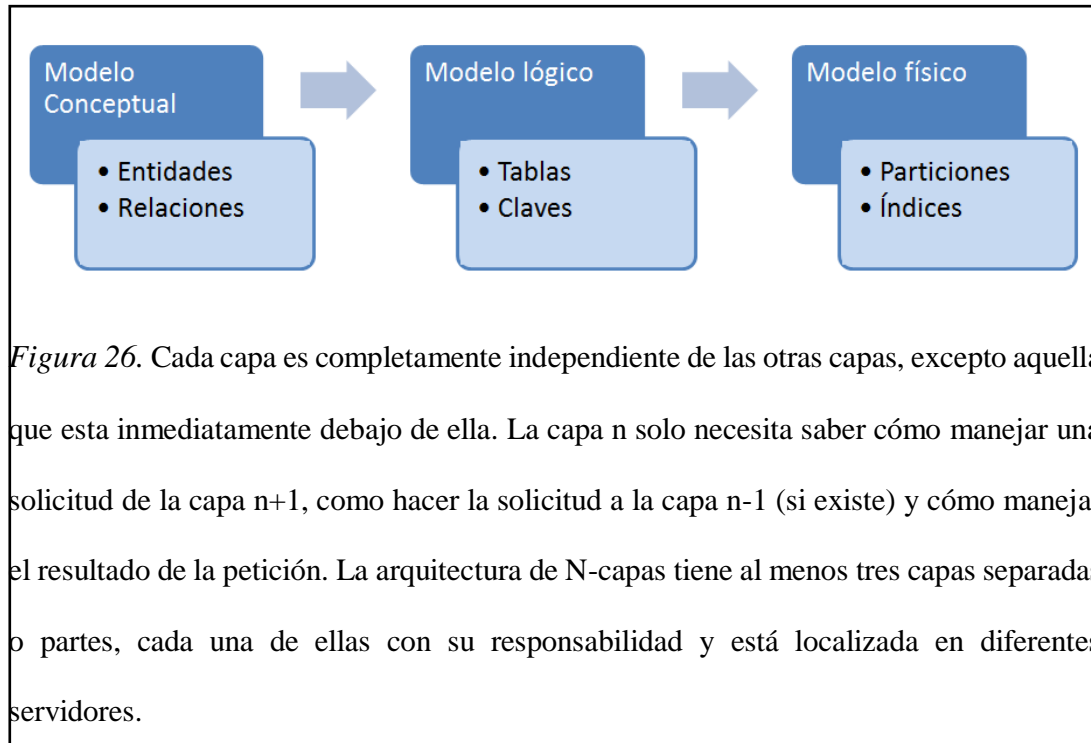 Modelo
Conceptual
• Entidades
• Relaciones
Modelo lógico
• Tablas
• Claves
Modelo físico
• Particiones
• Índices
Figura 26. Cada capa es completamente independiente de las otras capas, excepto aquella
que esta inmediatamente debajo de ella. La capa n solo necesita saber cómo manejar una
solicitud de la capa n+1, como hacer la solicitud a la capa n-1 (si existe) y cómo maneja
el resultado de la petición. La arquitectura de N-capas tiene al menos tres capas separadas
o partes, cada una de ellas con su responsabilidad y está localizada en diferentes
servidores.